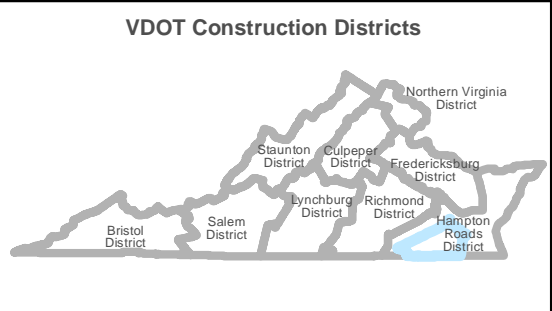 VDOT Construction Districts
Northern Virginia
District
Staunton
District
Culpeper
District
Fredericksburg
District
Lynchburg
District
Richmond
District
Salem
District
Hampton
Roads
District
Bristol
District